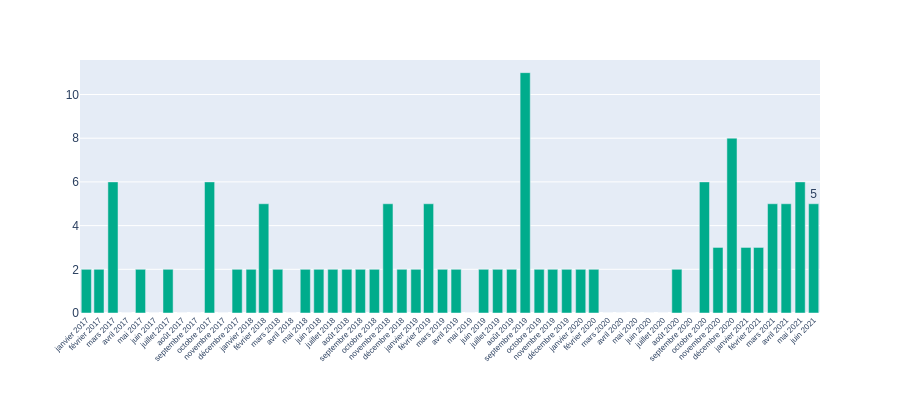 10
8
6
4
2
0
5
janvier 2017
février 2017
mars 2017
avril 2017
mai 2017
juin 2017
juillet 2017
août 2017
septembre 2017
octobre 2017
novembre 2017
décembre 2017
janvier 2018
février 2018
mars 2018
avril 2018
mai 2018
juin 2018
juillet 2018
août 2018
septembre 2018
octobre 2018
novembre 2018
décembre 2018
janvier 2019
février 2019
mars 2019
avril 2019
mai 2019
juin 2019
juillet 2019
août 2019
septembre 2019
octobre 2019
novembre 2019
décembre 2019
janvier 2020
février 2020
mars 2020
avril 2020
mai 2020
juin 2020
juillet 2020
août 2020
septembre 2020
octobre 2020
novembre 2020
décembre 2020
janvier 2021
février 2021
mars 2021
avril 2021
mai 2021
juin 2021